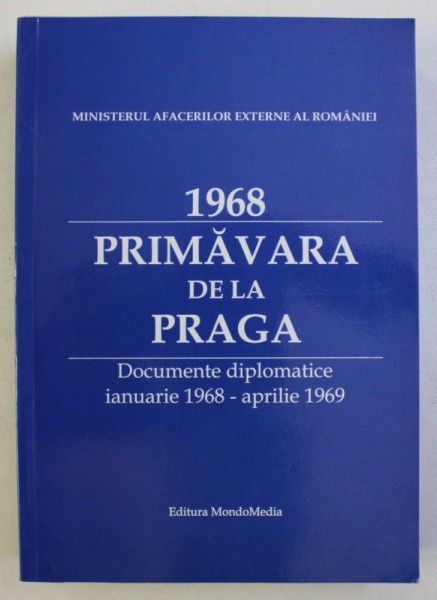 MINISTERUL AFACERILOR EXTERNE AL ROMÂNIEI
1968
PRIMĂVARA
DE LA
PRAGA
Documente diplomatice
ianuarie 1968 - aprilie 1969
Editura MondoMedia